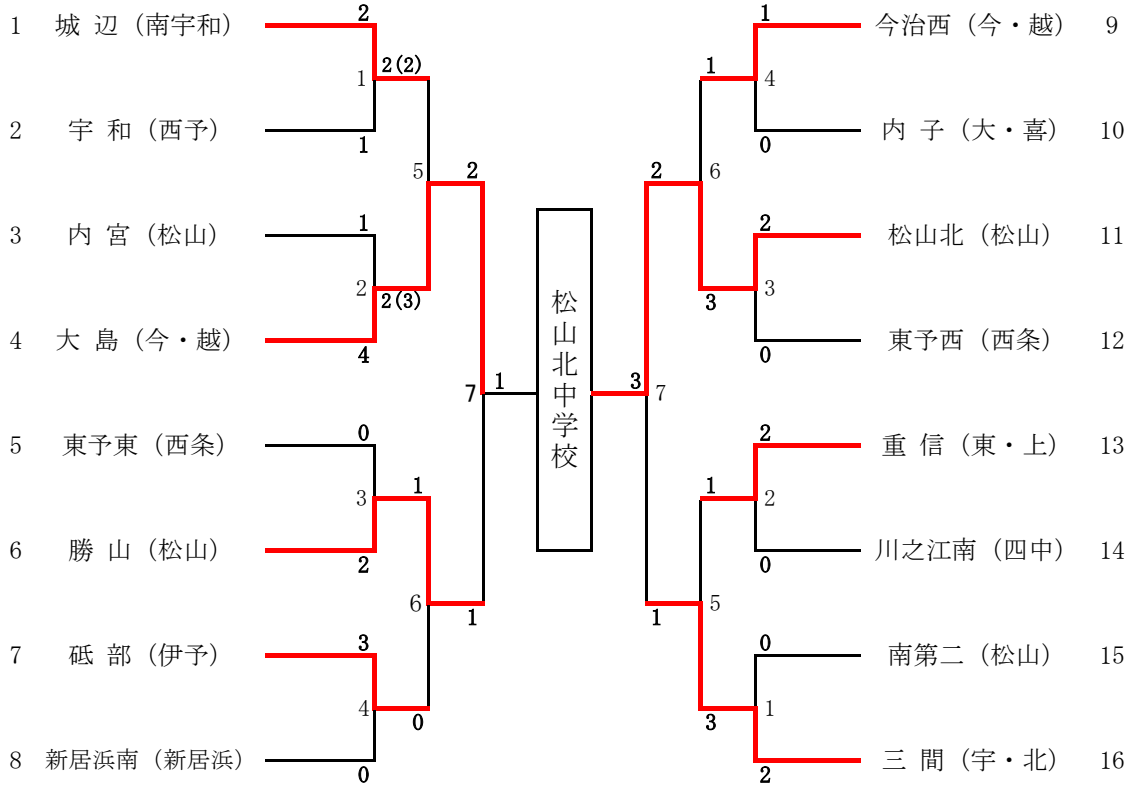 1 城 辺 (南宇和)
2
1 2(2)
2 宇 和 (西予)
1
5 2
3 内 宮 (松山)
1
2 2(3)
4 大 島 (今・越)
4
7 1
5 東予東 (西条)
0
3 1
6 勝 山 (松山)
2
6 1
7 砥 部 (伊予)
3
4 0
8 新居浜南 (新居浜)
0
松山北中学校
1 今治西 (今・越) 9
1 4
0 内 子 (大・喜) 10
2 6
2 松山北 (松山) 11
3 3
0 東予西 (西条) 12
3 7
2 重 信 (東・上) 13
1 2
0 川之江南 (四中) 14
1 5
0 南第二 (松山) 15
3 1
2 三 間 (宇・北) 16